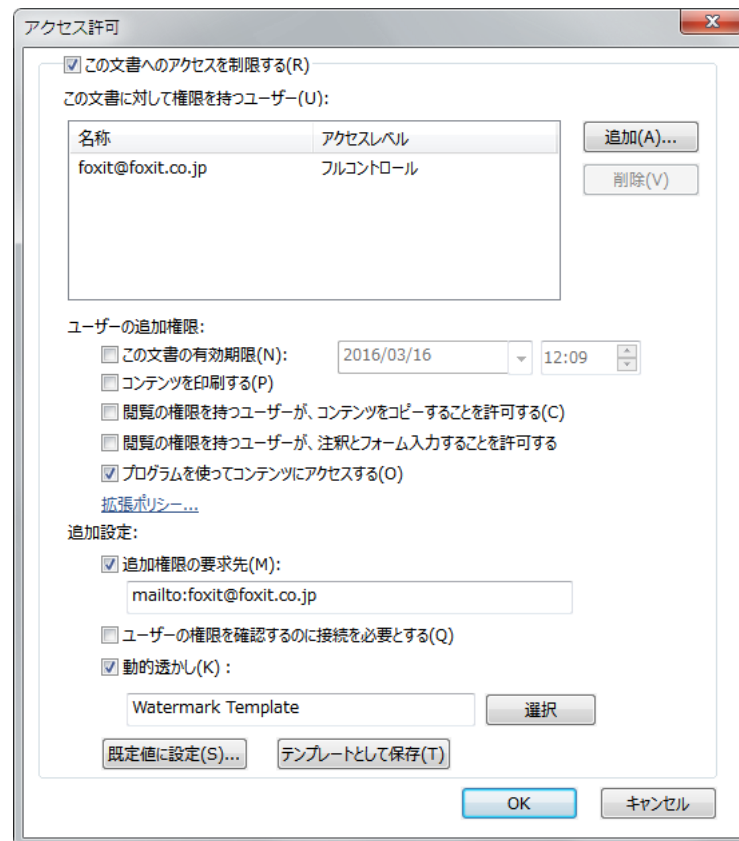 アクセス許可
この文書へのアクセスを制限する(R)
この文書に対して権限を持つユーザー(U):
名称 アクセスレベル
追加(A)...
foxit@foxit.co.jp フルコントロール
削除(V)
ユーザーの追加権限:
この文書の有効期限(N): 2016/03/16 12:09
コンテンツを印刷する(P)
閲覧の権限を持つユーザーが、コンテンツをコピーすることを許可する(C)
閲覧の権限を持つユーザーが、注釈とフォーム入力することを許可する
プログラムを使ってコンテンツにアクセスする(O)
拡張ポリシー...
追加設定:
追加権限の要求先(M):
mailto:foxit@foxit.co.jp
ユーザーの権限を確認するのに接続を必要とする(Q)
動的透かし(K) :
Watermark Template 選択
既定値に設定(S)... テンプレートとして保存(T)
OK キャンセル